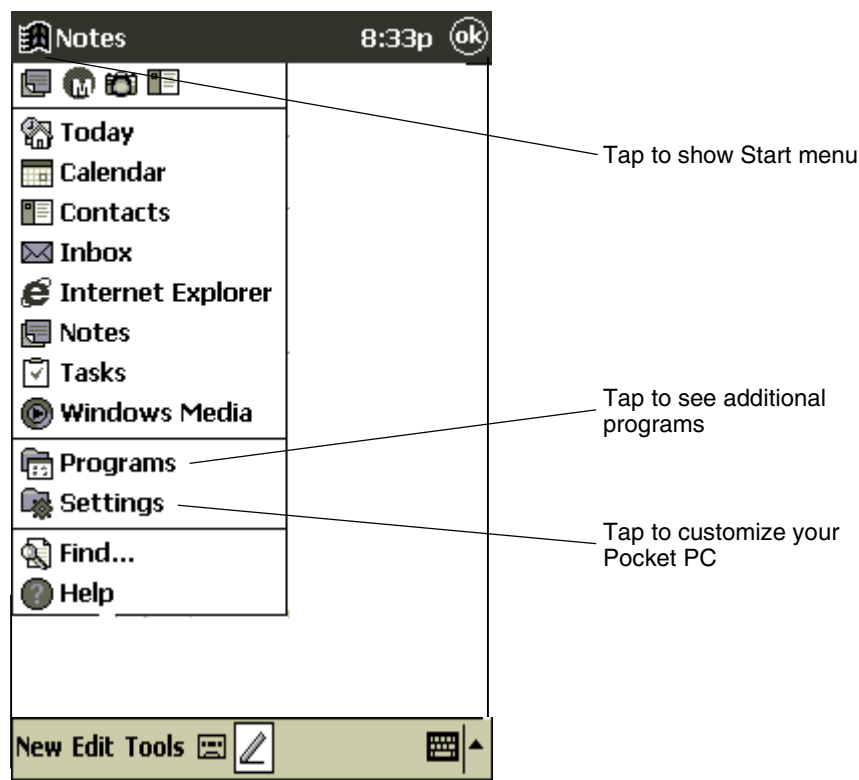 Notes 8:33p ok
M
Today
Calendar
Contacts
Inbox
Internet Explorer
Notes
Tasks
Windows Media
Programs
Settings
Find...
Help
New Edit Tools
Tap to show Start menu
Tap to see additional
programs
Tap to customize your
Pocket PC